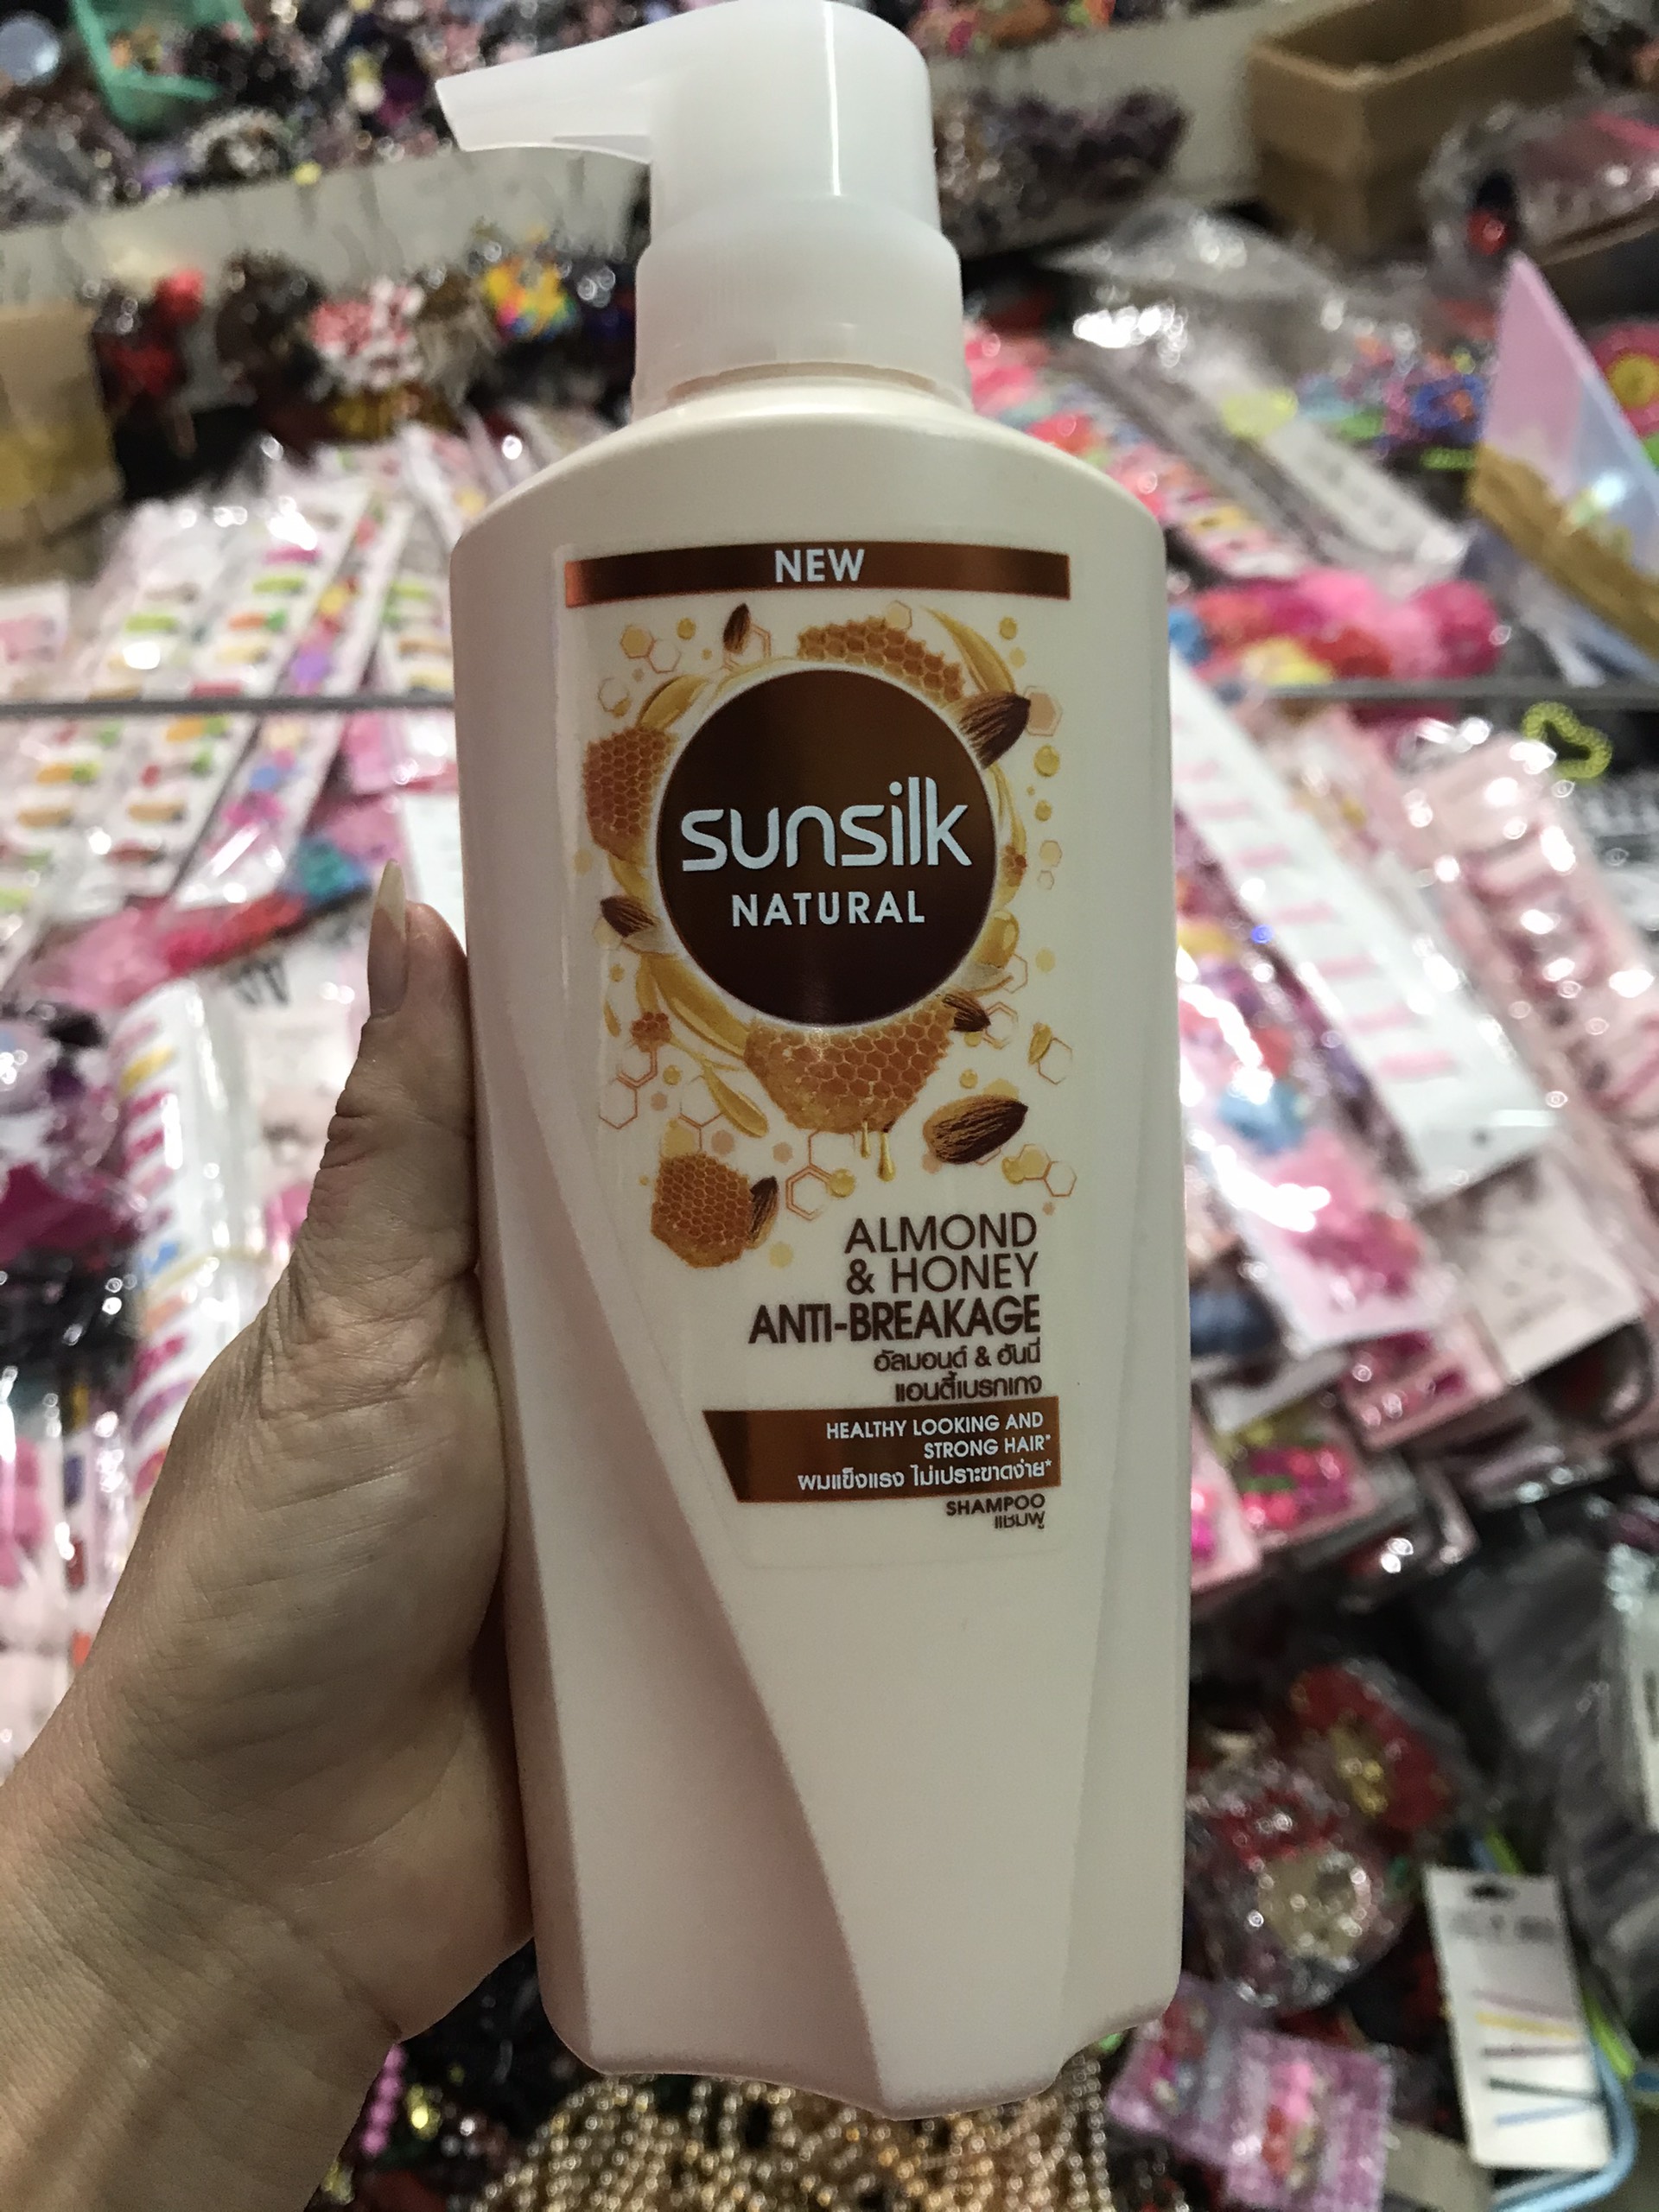 NEW
sunsilk
NATURAL
ALMOND
& HONEY
ANTI-BREAKAGE
อัลมอนด์ & ฮันนี่
แอนตี้เบรกเกจ
HEALTHY LOOKING AND
STRONG HAIR*
ผมแข็งแรง ไม่เปราะขาดง่าย*
SHAMPOO
แชมพู